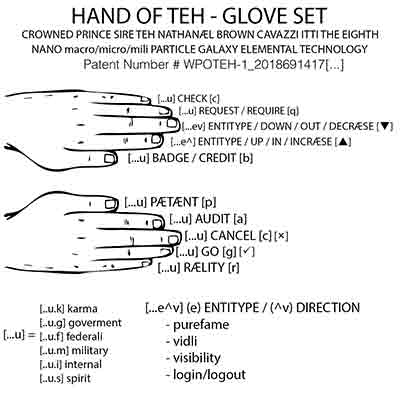 HAND OF TEH - GLOVE SET
CROWNED PRINCE SIRE TEH NATHANÆL BROWN CAVAZZI ITTI THE EIGHTH
NANO macro/micro/mili PARTICLE GALAXY ELEMENTAL TECHNOLOGY
Patent Number # WPOTEH-1_2018691417[...]
[...u] CHECK [c]
[...u] REQUEST / REQUIRE [q]
[...ev] ENTITYPE / DOWN / OUT / DECRÆSE [▼]
[...e^] ENTITYPE / UP / IN / INCRÆSE [▲]
[...u] BADGE / CREDIT [b]
[...u] PÆTÆNT [p]
[...u] AUDIT [a]
[...u] CANCEL [c] [×]
[...u] GO [g] [✓]
[...u] RÆLITY [r]
[...u] =
[..u.k] karma
[..u.g] goverment
[..u.f] federali
[..u.m] military
[..u.i] internal
[..u.s] spirit
[...e^v] (e) ENTITYPE / (^v) DIRECTION
- purefame
- vidli
- visibility
- login/logout